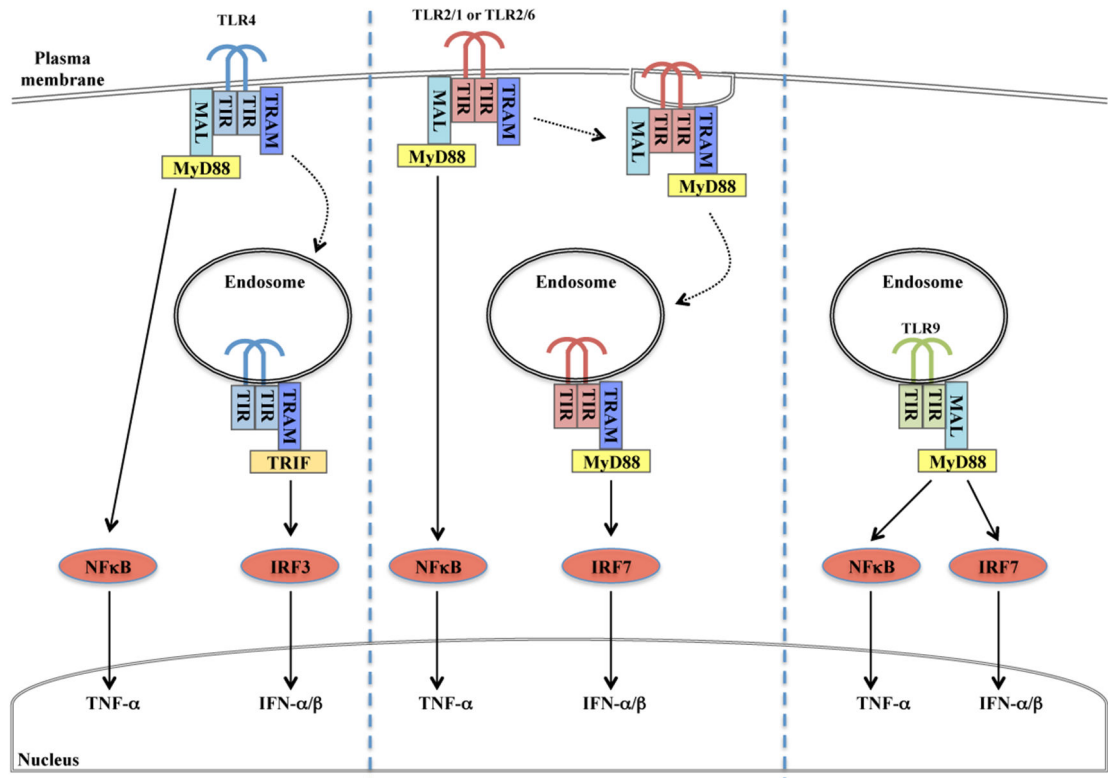 TLR4
TLR2/1 or TLR2/6
Plasma
membrane
MAL
TIR
TIR
TRAM
MyD88
MAL
TIR
TIR
TRAM
MyD88
MAL
TIR
TIR
TRAM
MyD88
Endosome
TIR
TIR
TRAM
TRIF
Endosome
TIR
TIR
TRAM
MyD88
Endosome
TLR9
TIR
TIR
MAL
MyD88
NFκB
IRF3
NFκB
IRF7
NFκB
IRF7
TNF-α
IFN-α/β
TNF-α
IFN-α/β
TNF-α
IFN-α/β
Nucleus